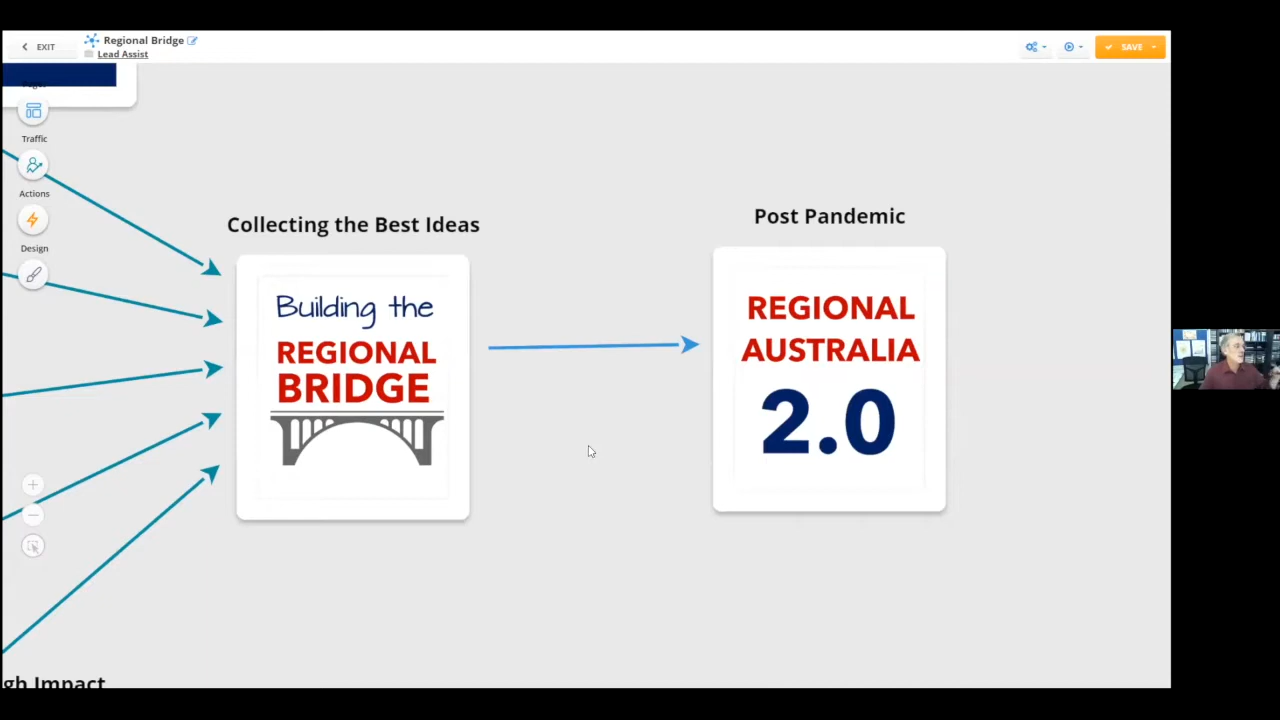 EXIT
Regional Bridge
Lead Assist
SAVE
Pages
Traffic
Actions
Design
Collecting the Best Ideas
Building the
REGIONAL
BRIDGE
Post Pandemic
REGIONAL
AUSTRALIA
2.0
gh Impact